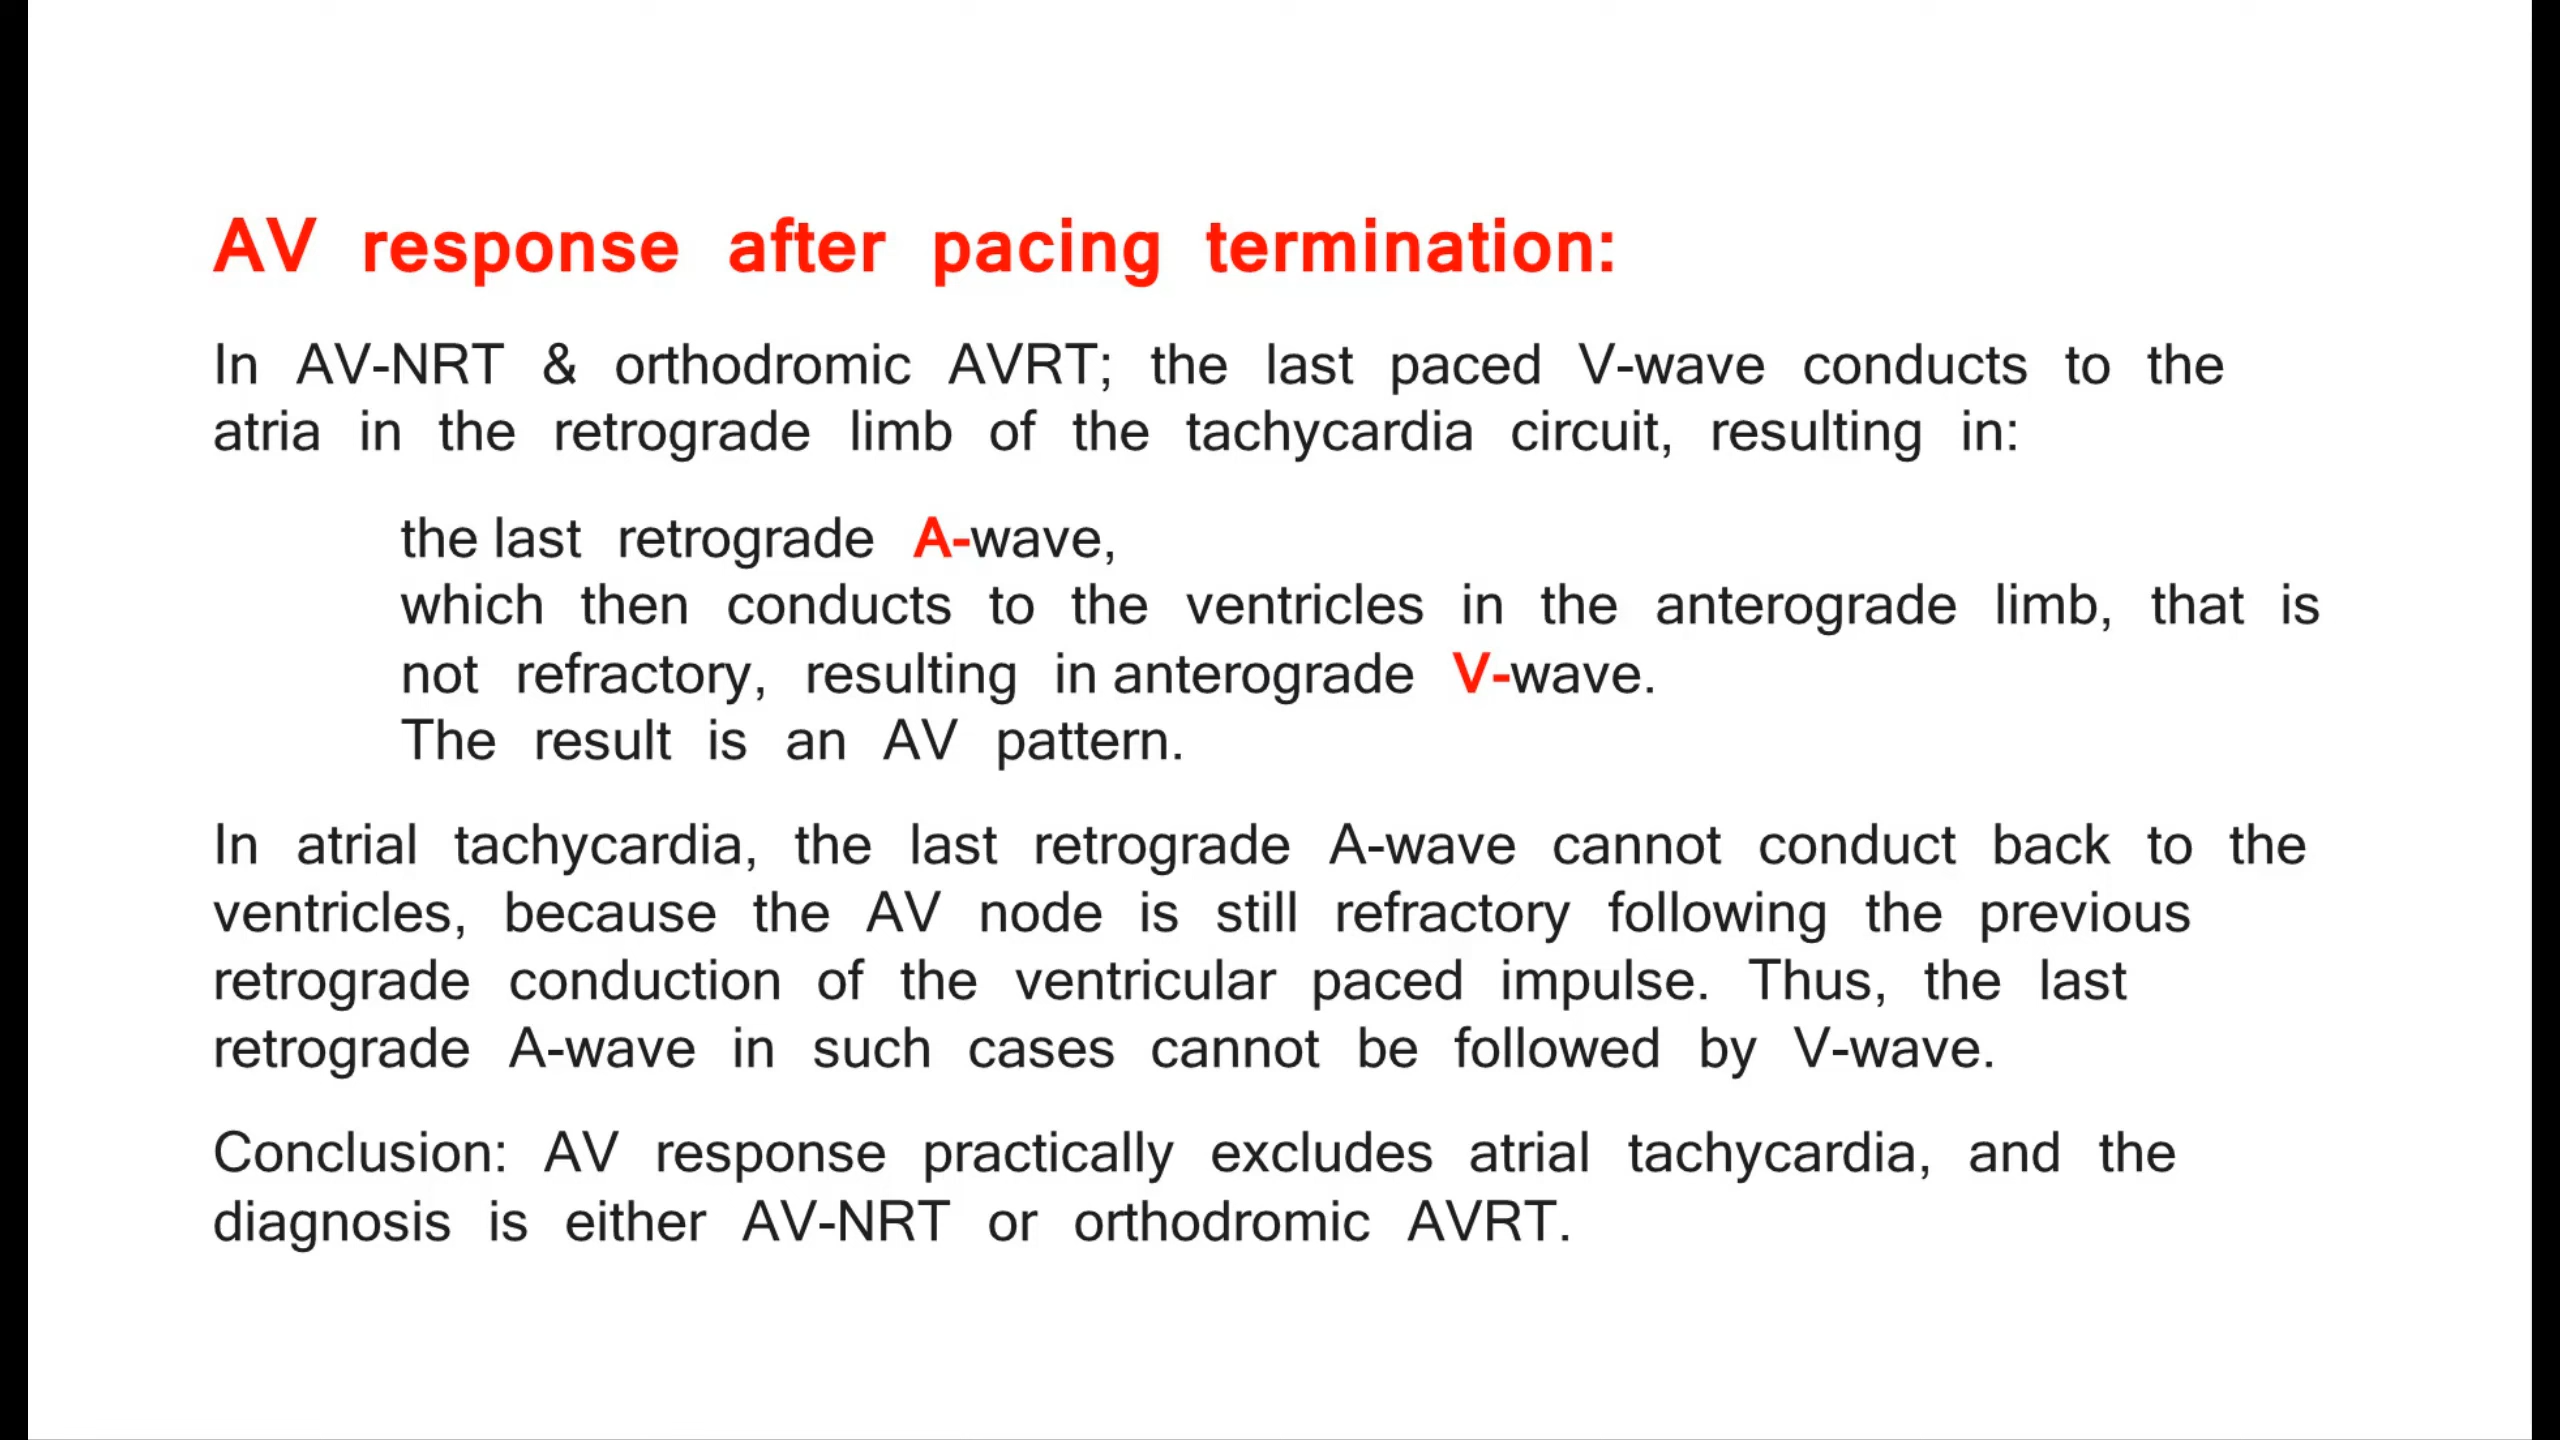 AV response after pacing termination:
In AV-NRT & orthodromic AVRT; the last paced V-wave conducts to the
atria in the retrograde limb of the tachycardia circuit, resulting in:
the last retrograde A-wave,
which then conducts to the ventricles in the anterograde limb, that is
not refractory, resulting in anterograde V-wave.
The result is an AV pattern.
In atrial tachycardia, the last retrograde A-wave cannot conduct back to the
ventricles, because the AV node is still refractory following the previous
retrograde conduction of the ventricular paced impulse. Thus, the last
retrograde A-wave in such cases cannot be followed by V-wave.
Conclusion: AV response practically excludes atrial tachycardia, and the
diagnosis is either AV-NRT or orthodromic AVRT.